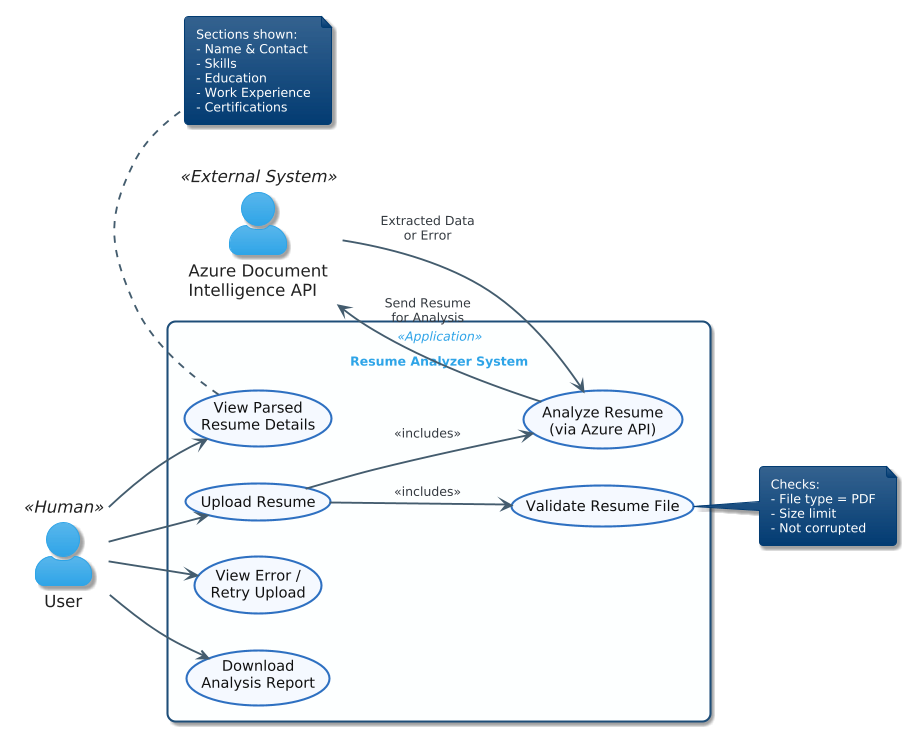 Sections shown:
- Name & Contact
- Skills
- Education
- Work Experience
- Certifications
«External System»
Azure Document
Intelligence API
Extracted Data
or Error
Send Resume
for Analysis
«Application»
Resume Analyzer System
View Parsed
Resume Details
Analyze Resume
(via Azure API)
«includes»
Upload Resume
«includes»
Validate Resume File
Checks:
- File type = PDF
- Size limit
- Not corrupted
«Human»
User
View Error /
Retry Upload
Download
Analysis Report